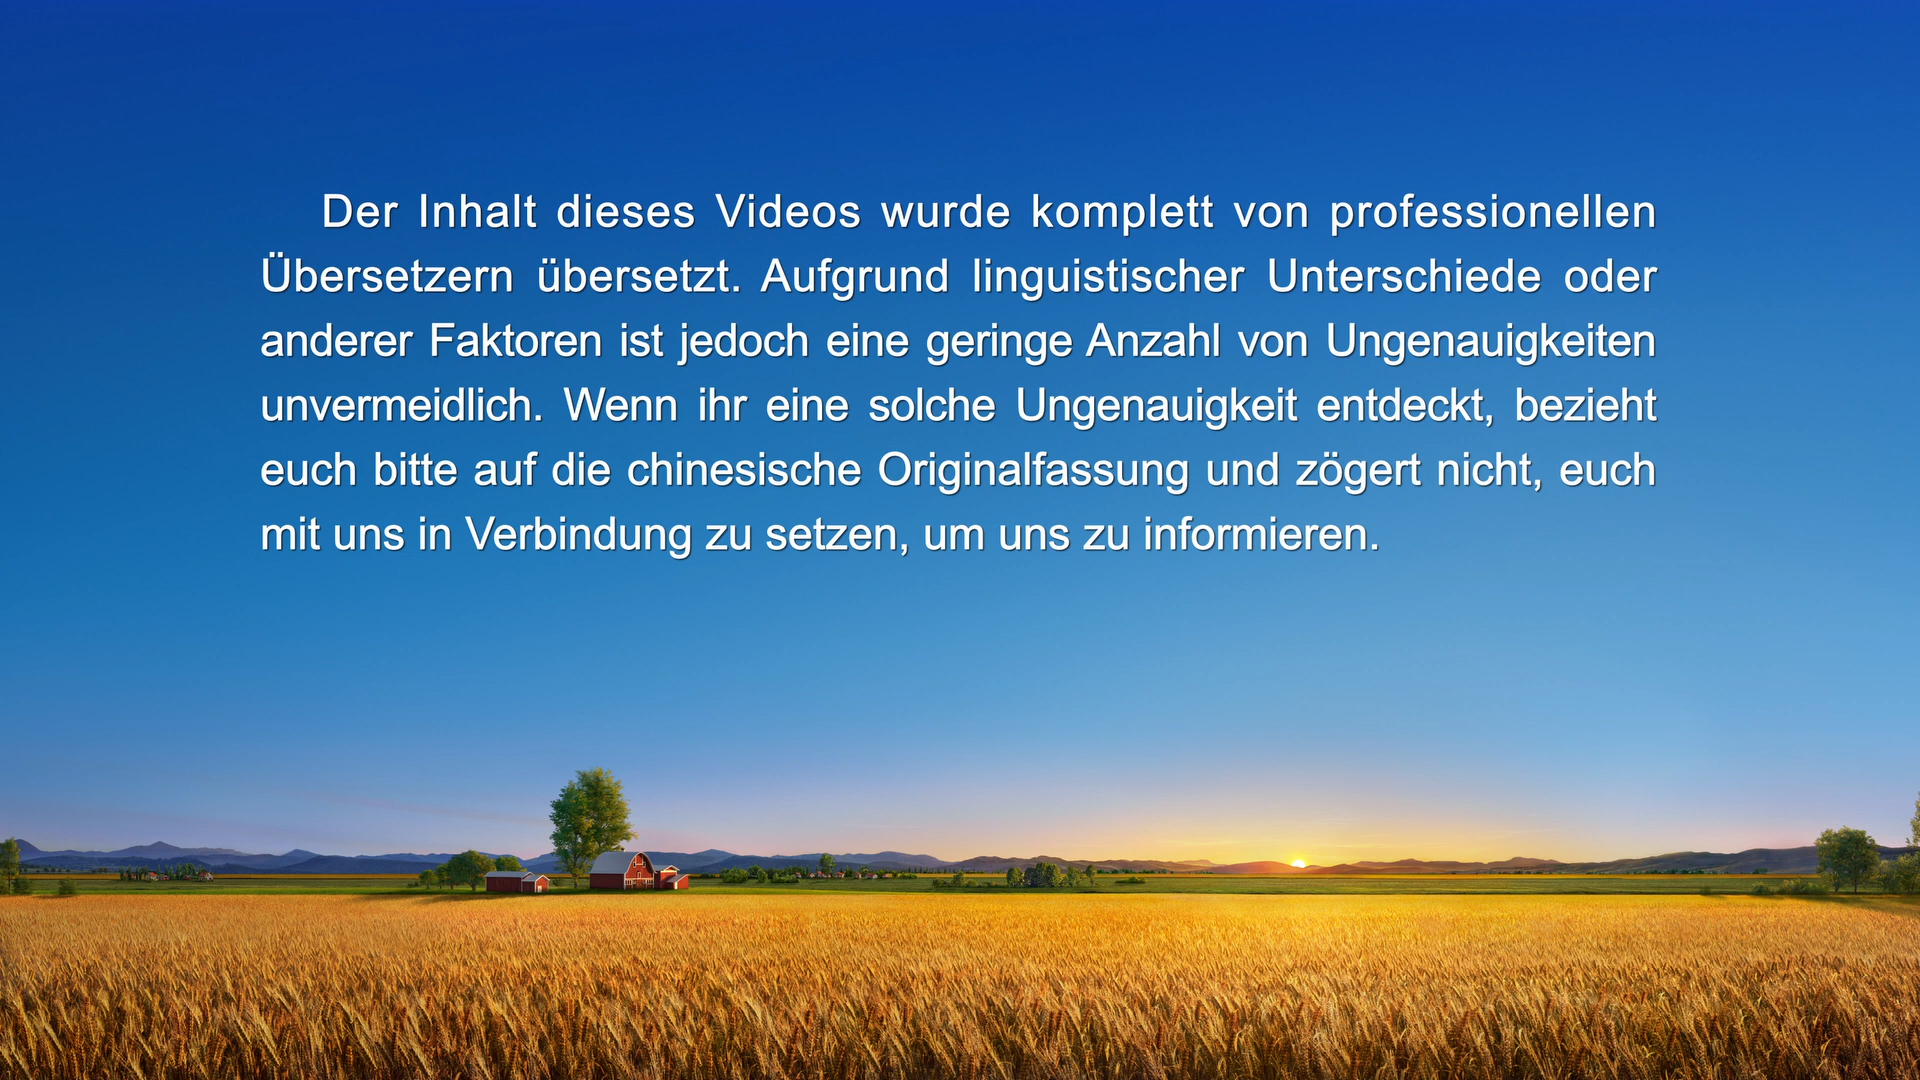 Der Inhalt dieses Videos wurde komplett von professionellen
Übersetzern übersetzt. Aufgrund linguistischer Unterschiede oder
anderer Faktoren ist jedoch eine geringe Anzahl von Ungenauigkeiten
unvermeidlich. Wenn ihr eine solche Ungenauigkeit entdeckt, bezieht
euch bitte auf die chinesische Originalfassung und zögert nicht, euch
mit uns in Verbindung zu setzen, um uns zu informieren.